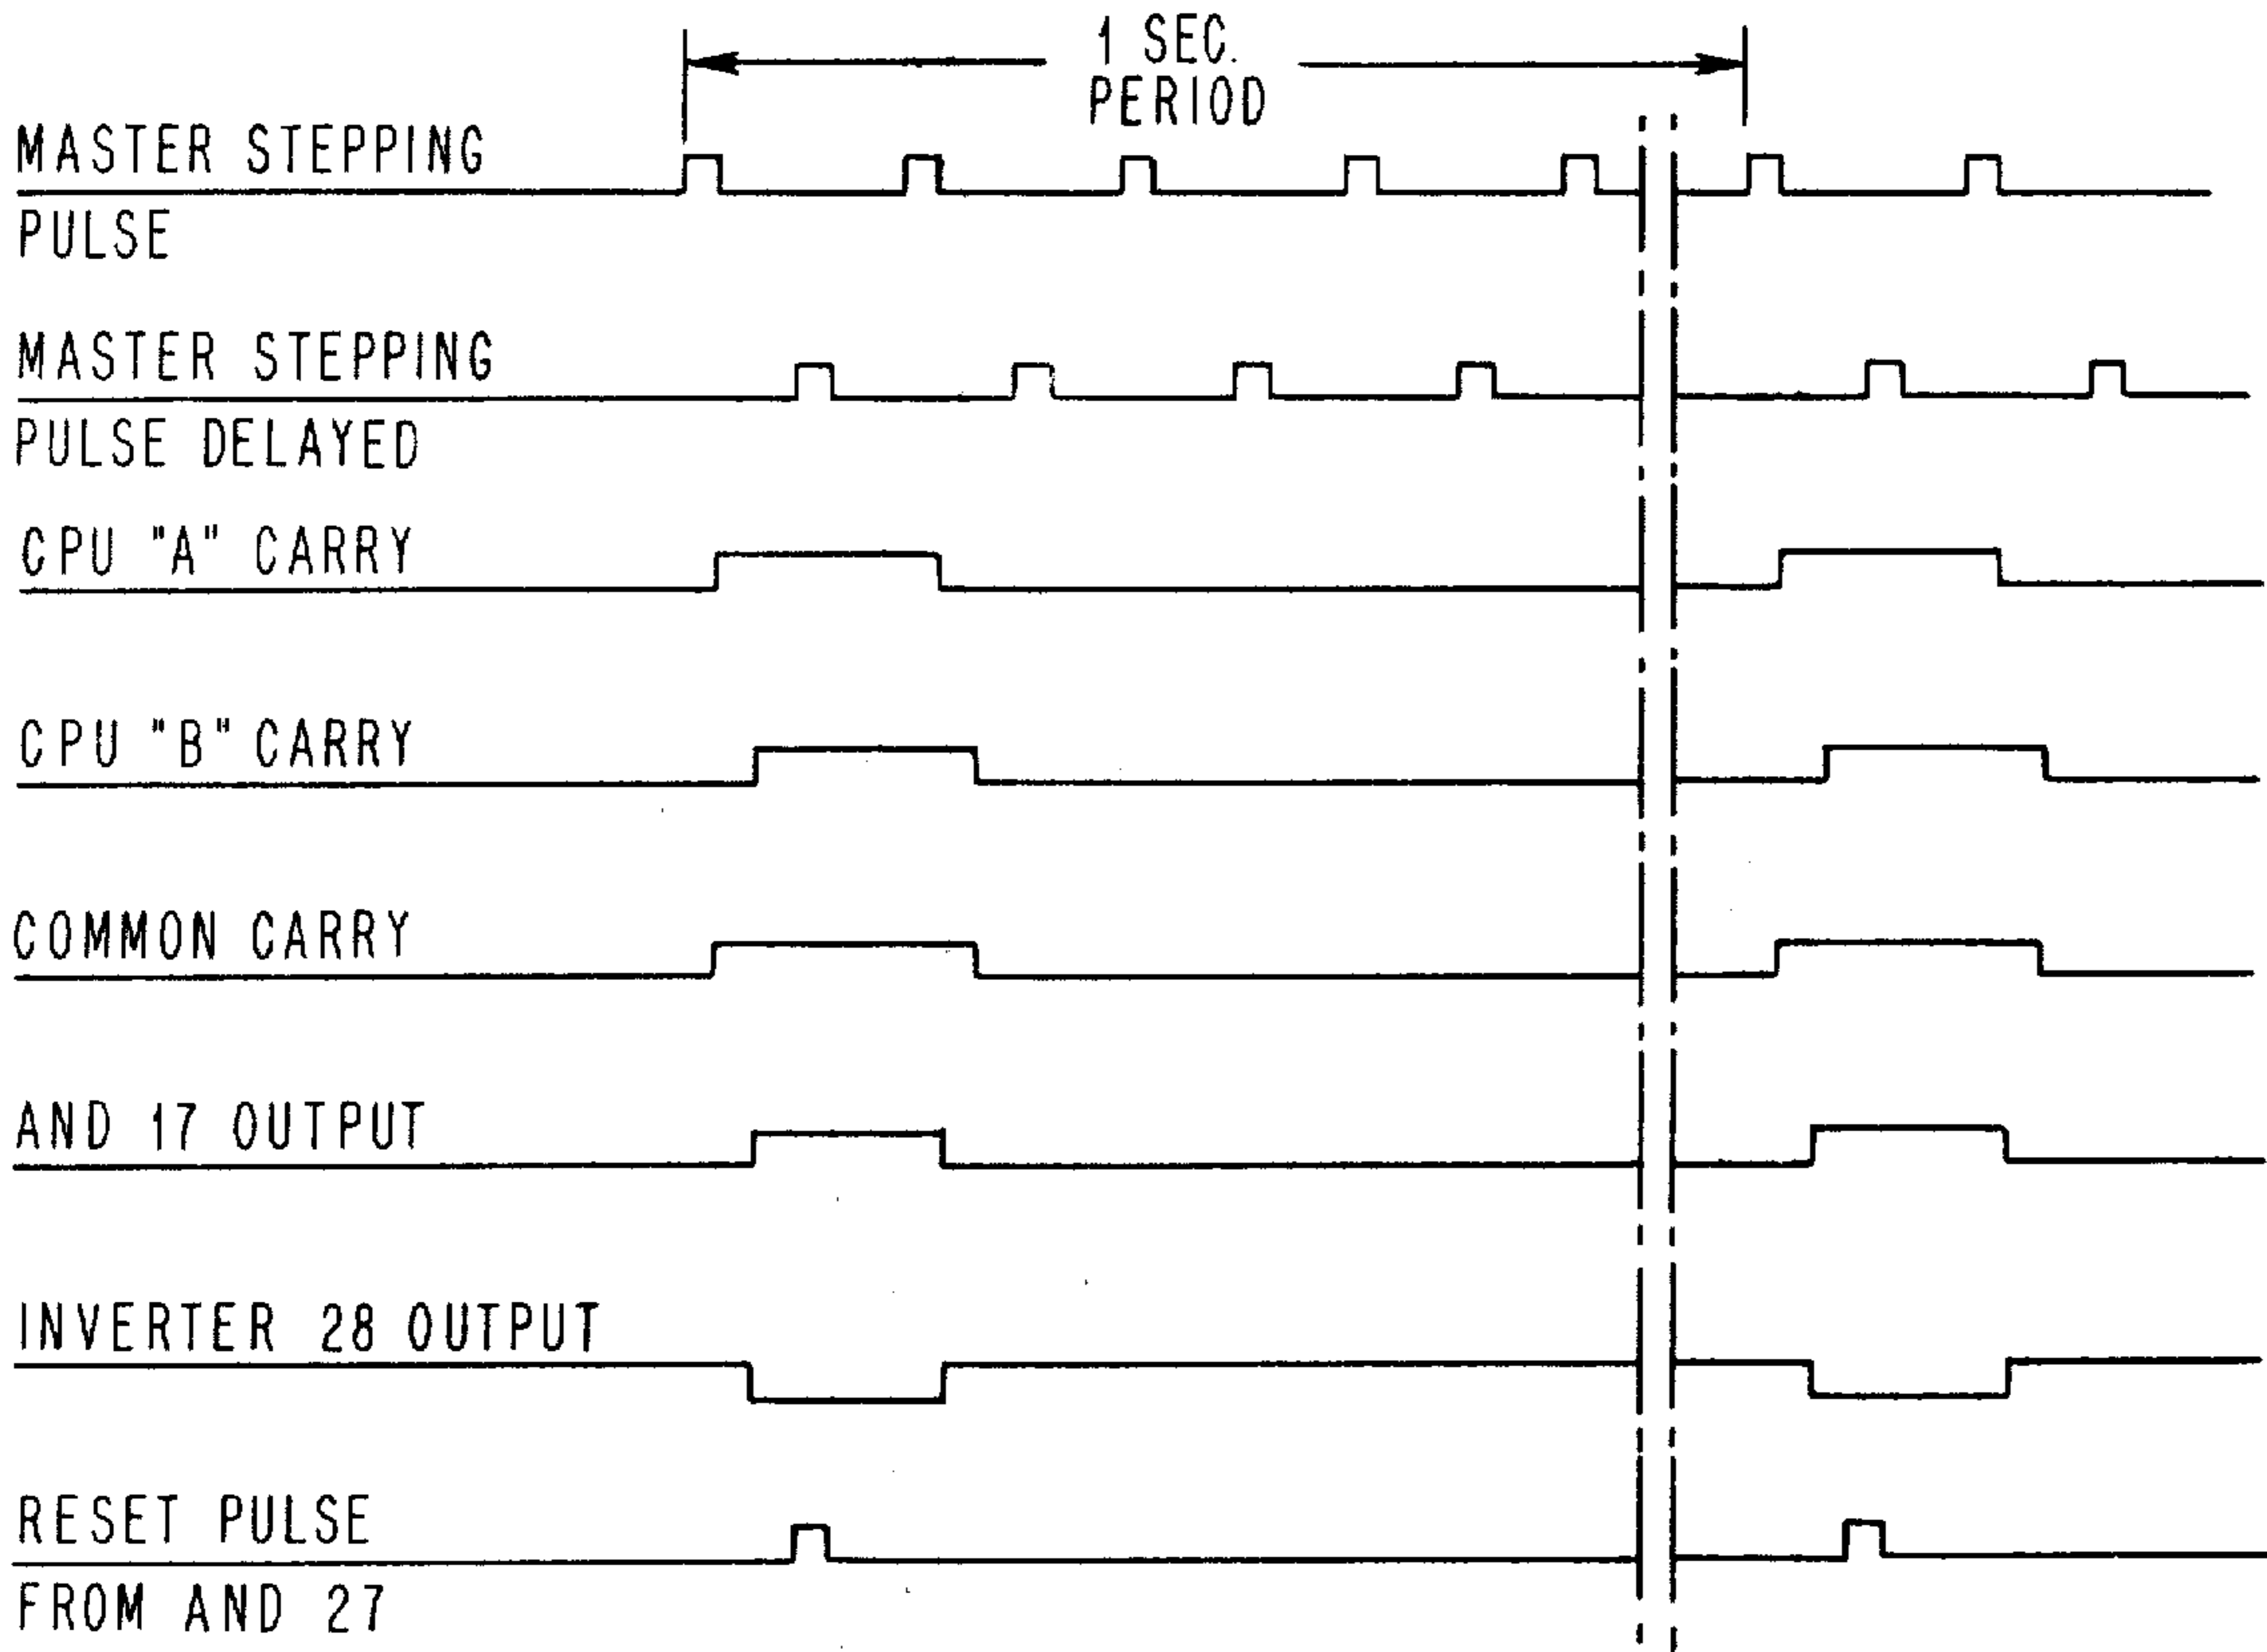 1 SEC.
PERIOD
MASTER STEPPING
PULSE
MASTER STEPPING
PULSE DELAYED
CPU "A" CARRY
CPU "B" CARRY
COMMON CARRY
AND 17 OUTPUT
INVERTER 28 OUTPUT
RESET PULSE
FROM AND 27